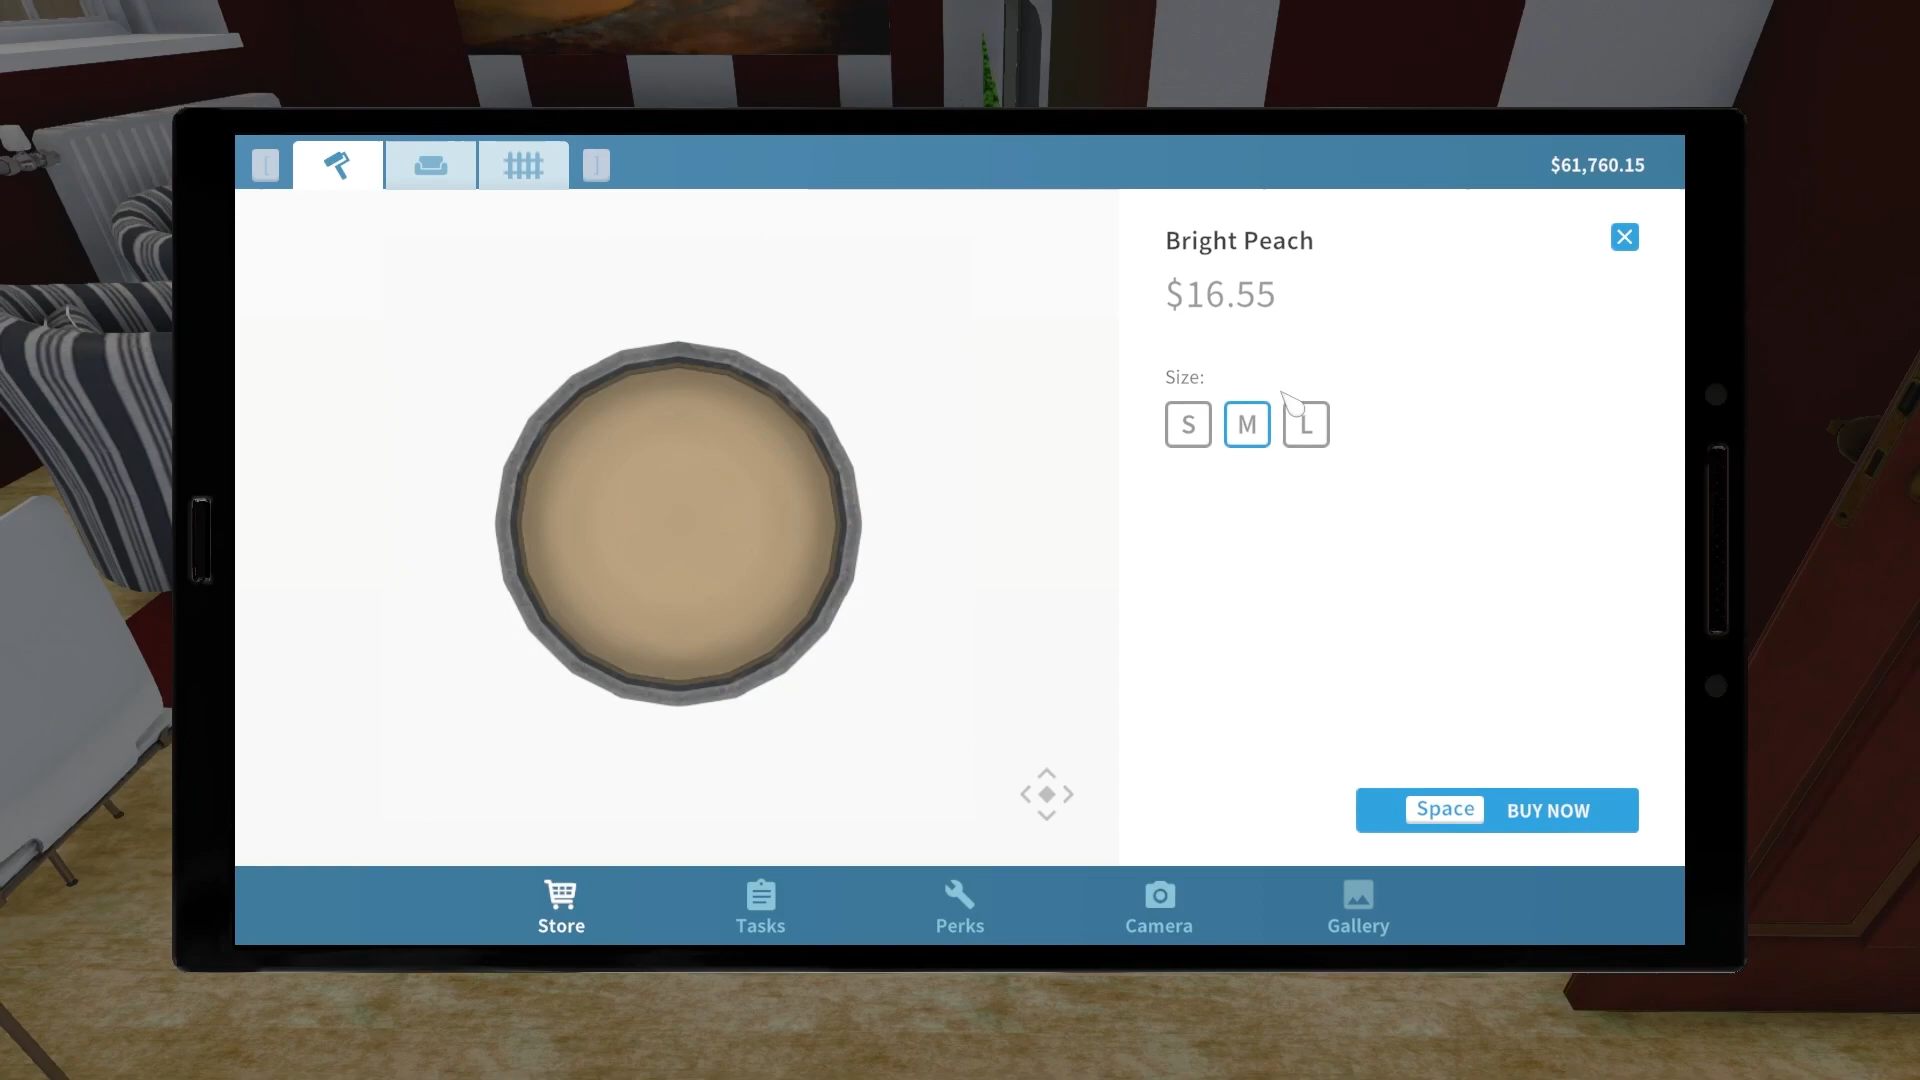 [
]
$61,760.15
Bright Peach
$16.55
Size:
S M L
Space BUY NOW
Store Tasks Perks Camera Gallery